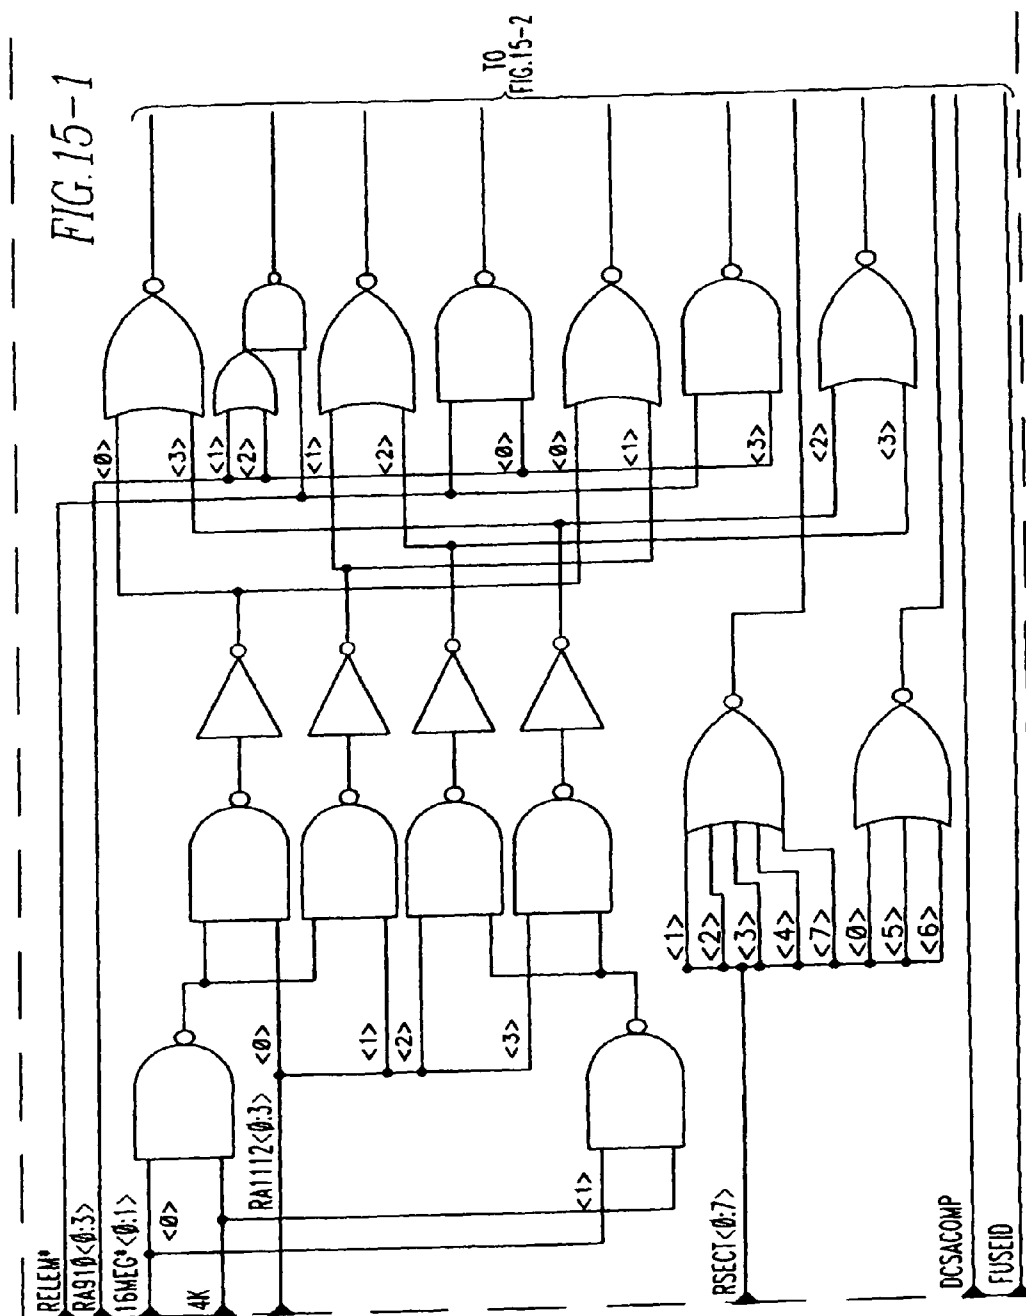 FIG.15-1
TO
FIG.15-2
RELEM*
RA910<0:3>
16MEG*<0:1>
4K
<0>
RA1112<0:3>
<0>
<1>
<2>
<3>
<1>
<0>
<3>
<1>
<2>
<1>
<2>
<0>
<0>
<1>
<3>
<2>
<3>
RSECT<0:7>
<1>
<2>
<3>
<4>
<7>
<0>
<5>
<6>
DCSACOMP
FUSEID